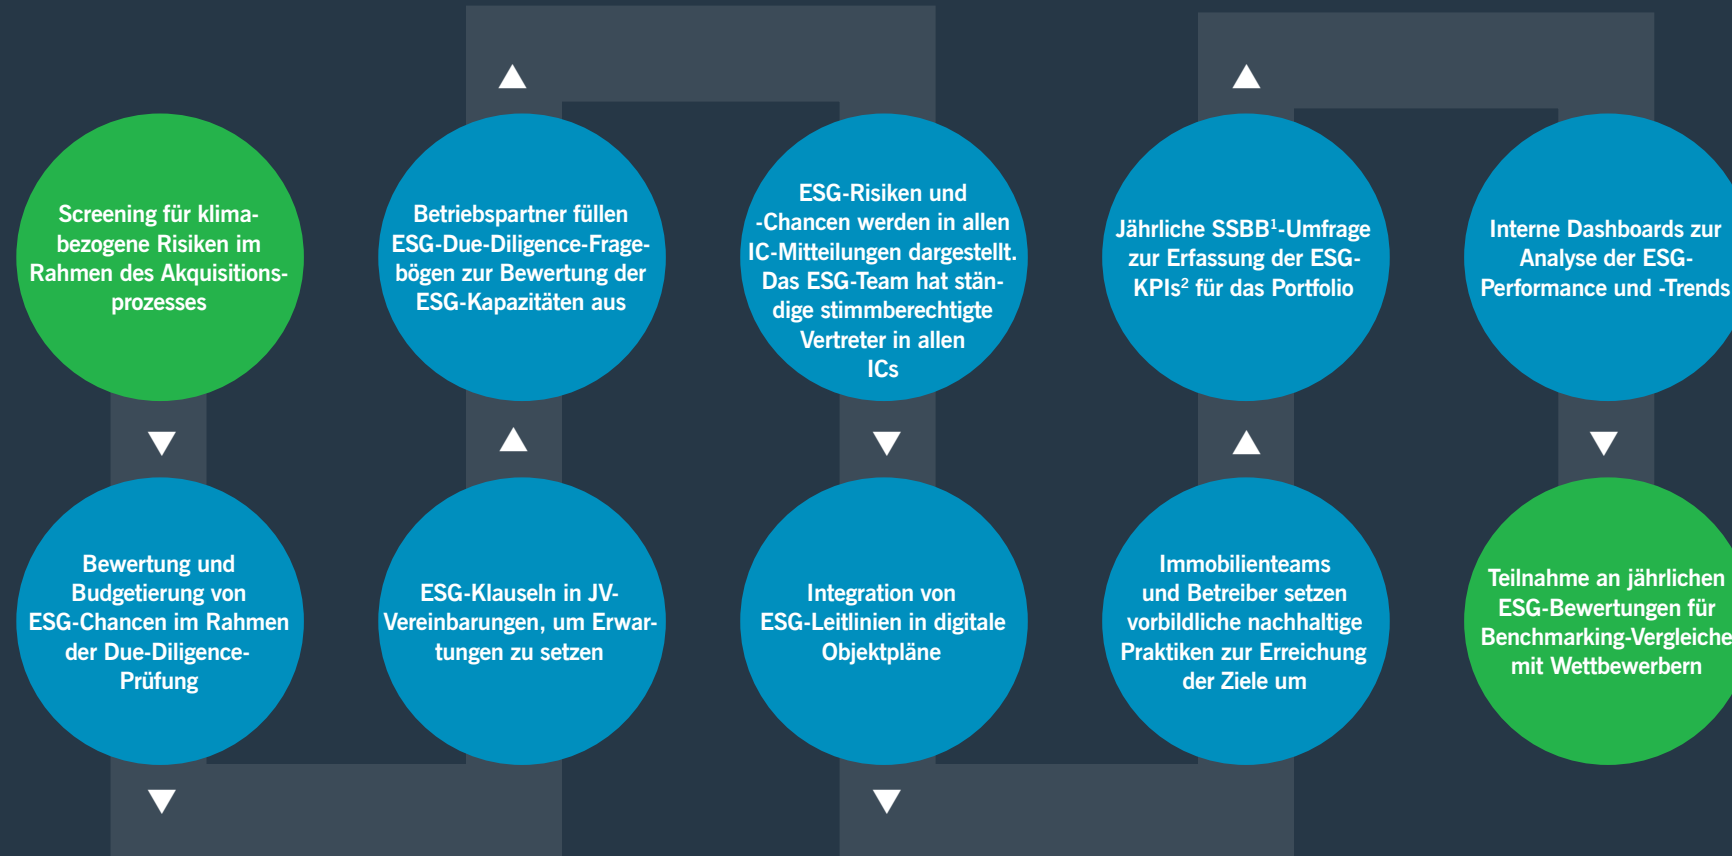 Screening für klima-
bezogene Risiken im
Rahmen des Akquisitions-
prozesses
Bewertung und
Budgetierung von
ESG-Chancen im Rahmen
der Due-Diligence-
Prüfung
ESG-Klauseln in JV-
Vereinbarungen, um Erwar-
tungen zu setzen
Betriebspartner füllen
ESG-Due-Diligence-Frage-
bögen zur Bewertung der
ESG-Kapazitäten aus
ESG-Risiken und
-Chancen werden in allen
IC-Mitteilungen dargestellt.
Das ESG-Team hat stän-
dige stimmberechtigte
Vertreter in allen
ICs
Integration von
ESG-Leitlinien in digitale
Objektpläne
Immobilienteams
und Betreiber setzen
vorbildliche nachhaltige
Praktiken zur Erreichung
der Ziele um
Jährliche SSBB¹-Umfrage
zur Erfassung der ESG-
KPIs² für das Portfolio
Interne Dashboards zur
Analyse der ESG-
Performance und -Trends
Teilnahme an jährlichen
ESG-Bewertungen für
Benchmarking-Vergleiche
mit Wettbewerbern